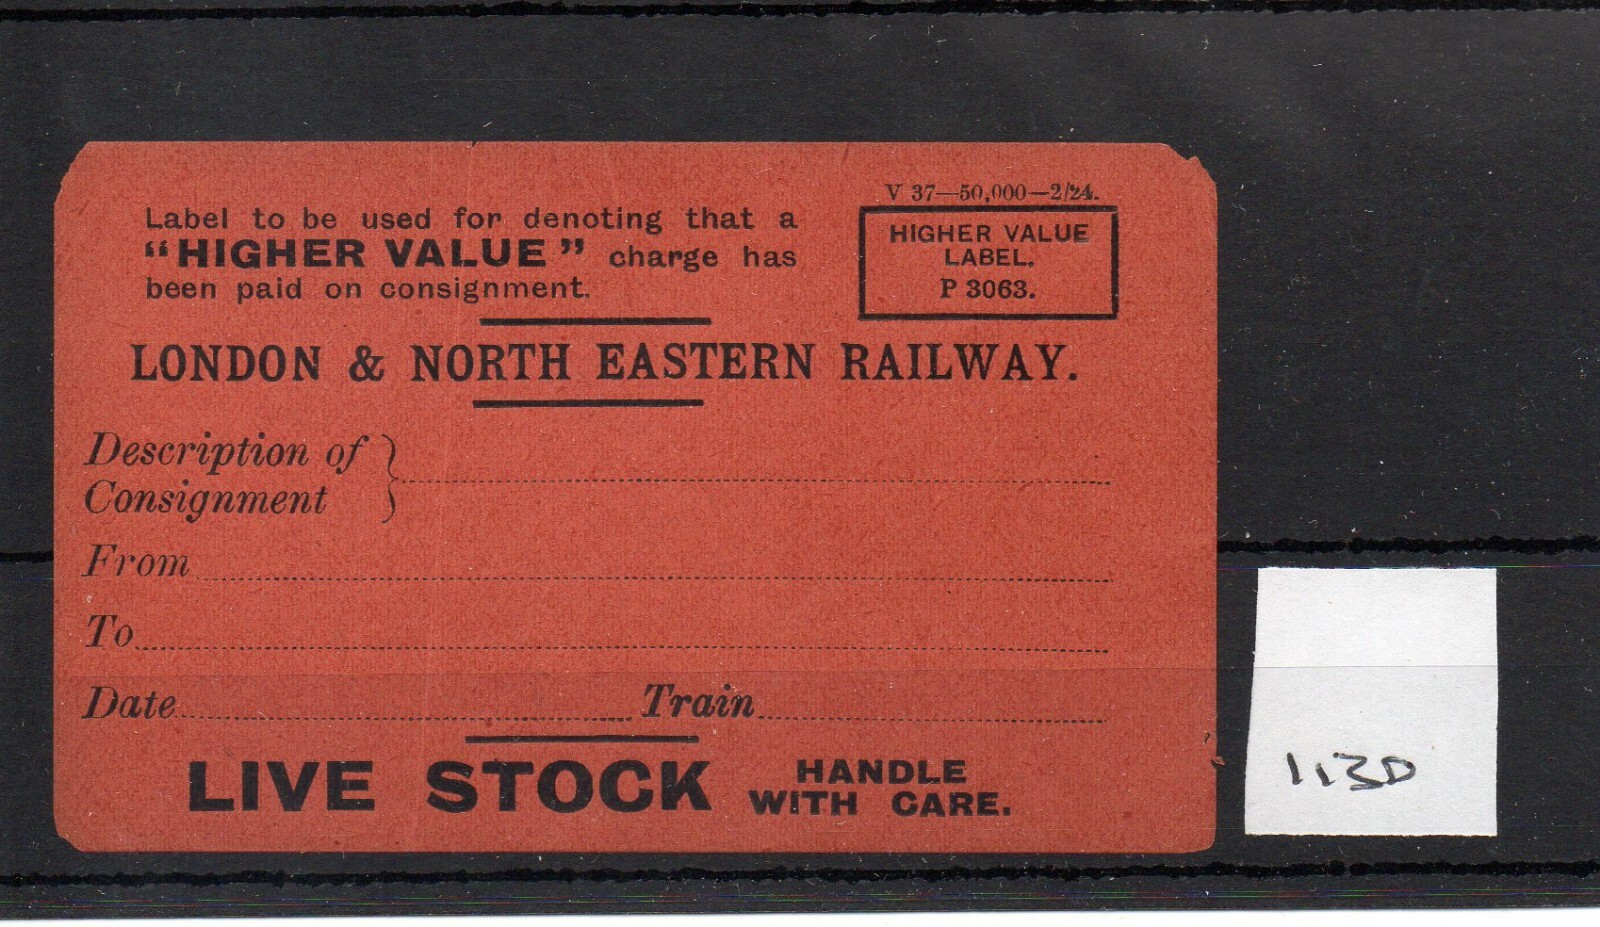 V 37—50,000—2/24.
Label to be used for denoting that a
“HIGHER VALUE” charge has
been paid on consignment.
HIGHER VALUE
LABEL.
P 3063.
LONDON & NORTH EASTERN RAILWAY.
Description of
Consignment
From
To
Date Train
LIVE STOCK
HANDLE
WITH CARE.